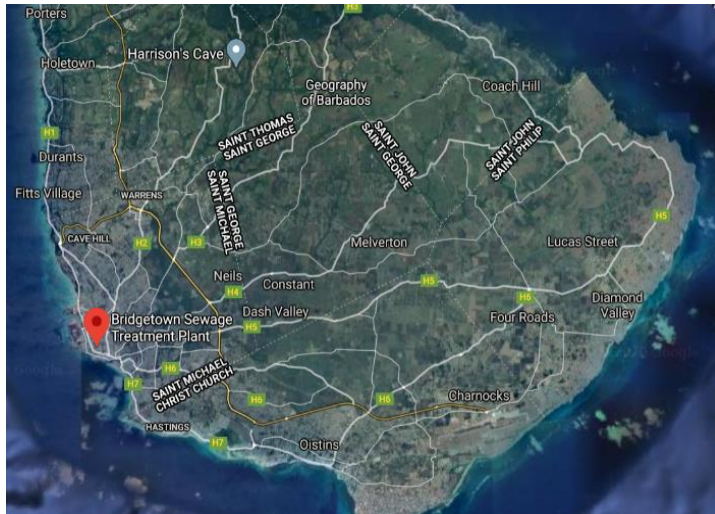 Porters
H3
Harrison's Cave
Holetown
Geography
of Barbados
Coach Hill
H1
SAINT THOMAS
SAINT GEORGE
SAINT JOHN
SAINT GEORGE
SAINT JOHN
SAINT PHILIP
Durants
Fitts Village
WARRENS
SAINT GEORGE
SAINT MICHAEL
H5
CAVE HILL
H2
H3
Melverton
Lucas Street
Neils
Constant
H5
H4
H6
Diamond
Valley
Bridgetown Sewage
Treatment Plant
Dash Valley
H5
Four Roads
H6
SAINT MICHAEL
CHRIST CHURCH
H7
H6
H6
Charnocks
HASTINGS
H7
Oistins